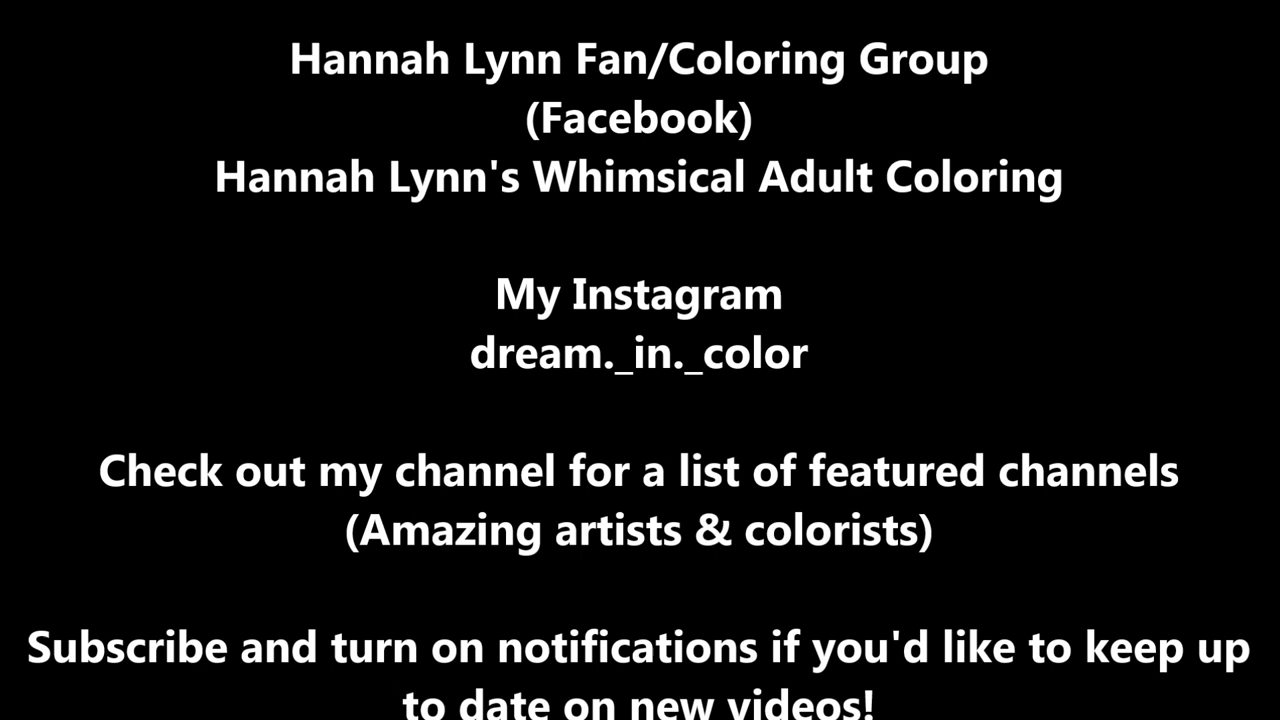 Hannah Lynn Fan/Coloring Group
(Facebook)
Hannah Lynn's Whimsical Adult Coloring
My Instagram
dream._in._color
Check out my channel for a list of featured channels
(Amazing artists & colorists)
Subscribe and turn on notifications if you'd like to keep up
to date on new videos!